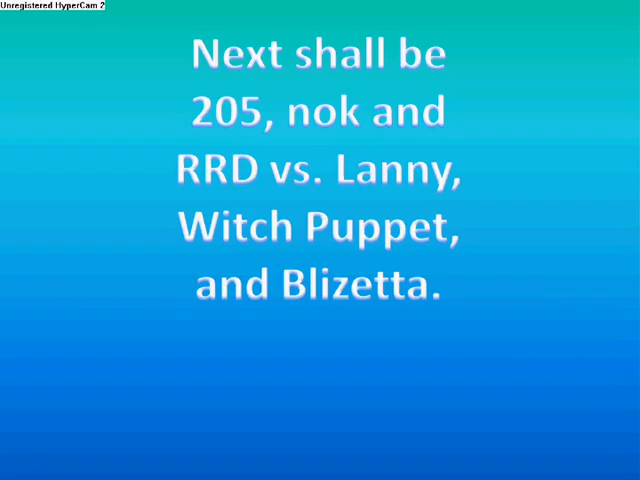 Unregistered HyperCam 2
Next shall be
205, nok and
RRD vs. Lanny,
Witch Puppet,
and Blizetta.